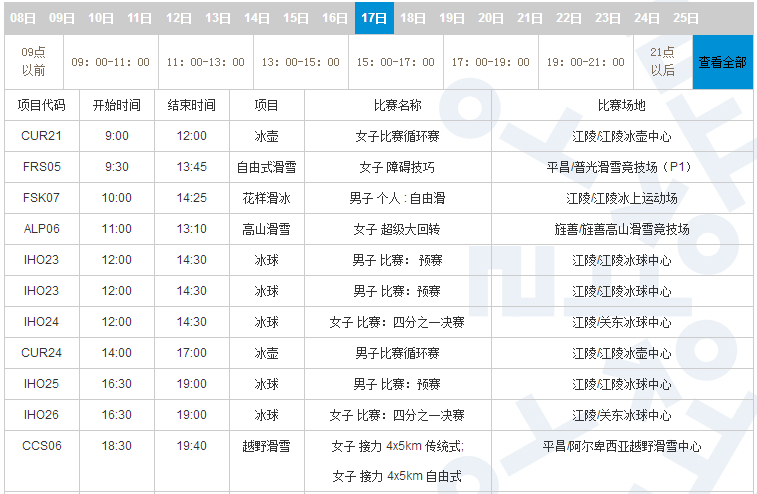 08日 09日 10日 11日 12日 13日 14日 15日 16日 17日 18日 19日 20日 21日 22日 23日 24日 25日
09点以前 09：00-11：00 11：00-13：00 13：00-15：00 15：00-17：00 17：00-19：00 19：00-21：00 21点以后 查看全部
项目代码 开始时间 结束时间 项目 比赛名称 比赛场地
CUR21 9:00 12:00 冰壶 女子比赛循环赛 江陵/江陵冰壶中心
FRS05 9:30 13:45 自由式滑雪 女子 障碍技巧 平昌/普光滑雪竞技场（P1）
FSK07 10:00 14:25 花样滑冰 男子 个人 : 自由滑 江陵/江陵冰上运动场
ALP06 11:00 13:10 高山滑雪 女子 超级大回转 旌善/旌善高山滑雪竞技场
IHO23 12:00 14:30 冰球 男子 比赛： 预赛 江陵/江陵冰球中心
IHO23 12:00 14:30 冰球 男子 比赛：预赛 江陵/江陵冰球中心
IHO24 12:00 14:30 冰球 女子 比赛：四分之一决赛 江陵/关东冰球中心
CUR24 14:00 17:00 冰壶 男子比赛循环赛 江陵/江陵冰壶中心
IHO25 16:30 19:00 冰球 男子 比赛：预赛 江陵/江陵冰球中心
IHO26 16:30 19:00 冰球 女子 比赛：四分之一决赛 江陵/关东冰球中心
CCS06 18:30 19:40 越野滑雪 女子 接力 4x5km 传统式; 平昌/阿尔卑西亚越野滑雪中心
女子 接力 4x5km 自由式